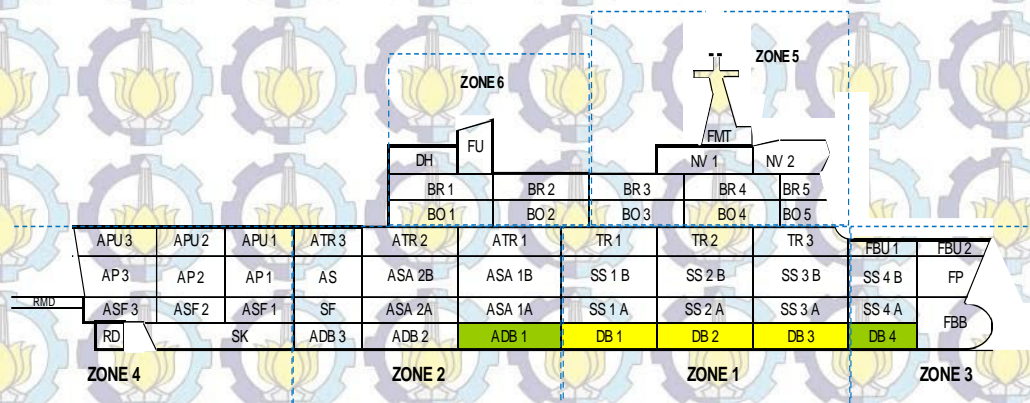 ZONE 5
ZONE 6
FMT
FU
DH NV 1 NV 2
BR 1 BR 2 BR 3 BR 4 BR 5
BO 1 BO 2 BO 3 BO 4 BO 5
APU 3 APU 2 APU 1 ATR 3 ATR 2 ATR 1 TR 1 TR 2 TR 3
FBU 1 FBU 2
AP 3 AP 2 AP 1 AS ASA 2B ASA 1B SS 1 B SS 2 B SS 3 B SS 4 B FP
RMD
ASF 3 ASF 2 ASF 1 SF ASA 2A ASA 1A SS 1 A SS 2 A SS 3 A SS 4 A
FBB
RD SK ADB 3 ADB 2 ADB 1 DB 1 DB 2 DB 3 DB 4
ZONE 4 ZONE 2 ZONE 1 ZONE 3